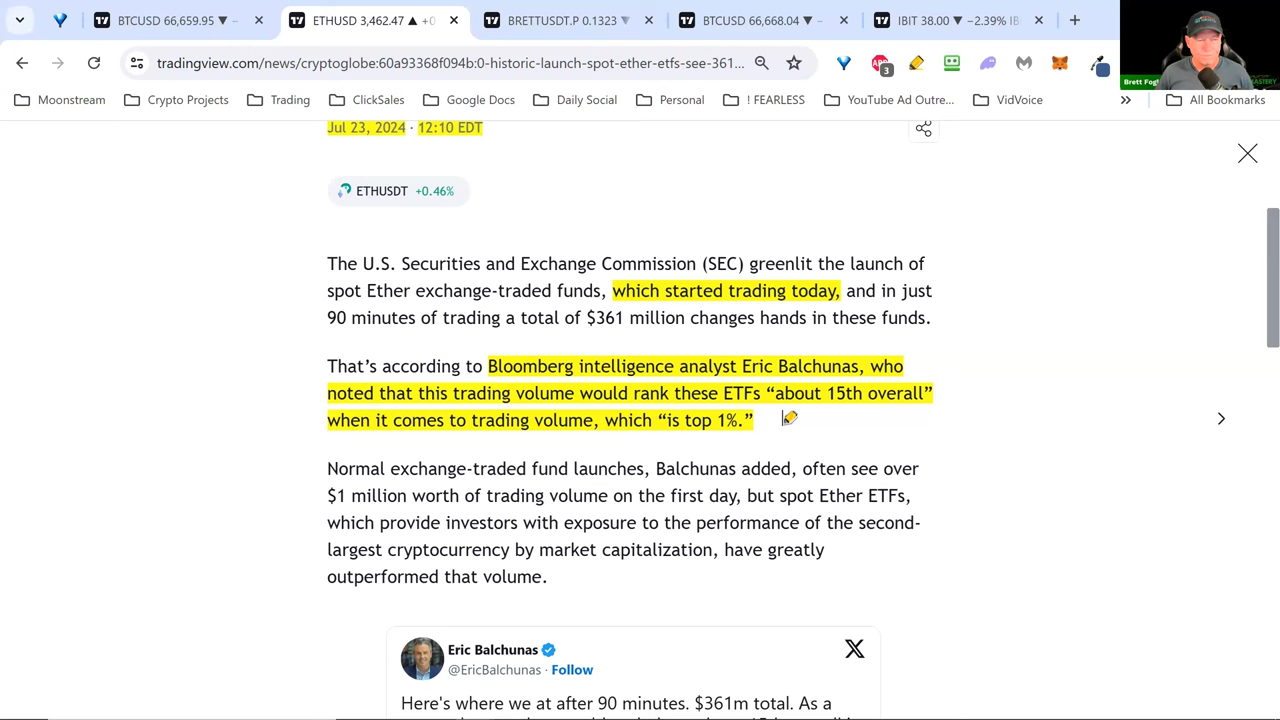 BTCUSD 66,659.95 ▼ −
ETHUSD 3,462.47 ▲ +0
BRETTUSDT.P 0.1323 ▼
BTCUSD 66,668.04 ▼ −
IBIT 38.00 ▼ −2.39% IB
tradingview.com/news/cryptoglobe:60a93368f094b:0-historic-launch-spot-ether-etfs-see-361...
3
Brett Fog
Moonstream
Crypto Projects
Trading
ClickSales
Google Docs
Daily Social
Personal
! FEARLESS
YouTube Ad Outre...
VidVoice
All Bookmarks
Jul 23, 2024 · 12:10 EDT
ETHUSDT +0.46%
The U.S. Securities and Exchange Commission (SEC) greenlit the launch of
spot Ether exchange-traded funds, which started trading today, and in just
90 minutes of trading a total of $361 million changes hands in these funds.
That’s according to Bloomberg intelligence analyst Eric Balchunas, who
noted that this trading volume would rank these ETFs “about 15th overall”
when it comes to trading volume, which “is top 1%.”
Normal exchange-traded fund launches, Balchunas added, often see over
$1 million worth of trading volume on the first day, but spot Ether ETFs,
which provide investors with exposure to the performance of the second-
largest cryptocurrency by market capitalization, have greatly
outperformed that volume.
Eric Balchunas
@EricBalchunas · Follow
Here's where we at after 90 minutes. $361m total. As a